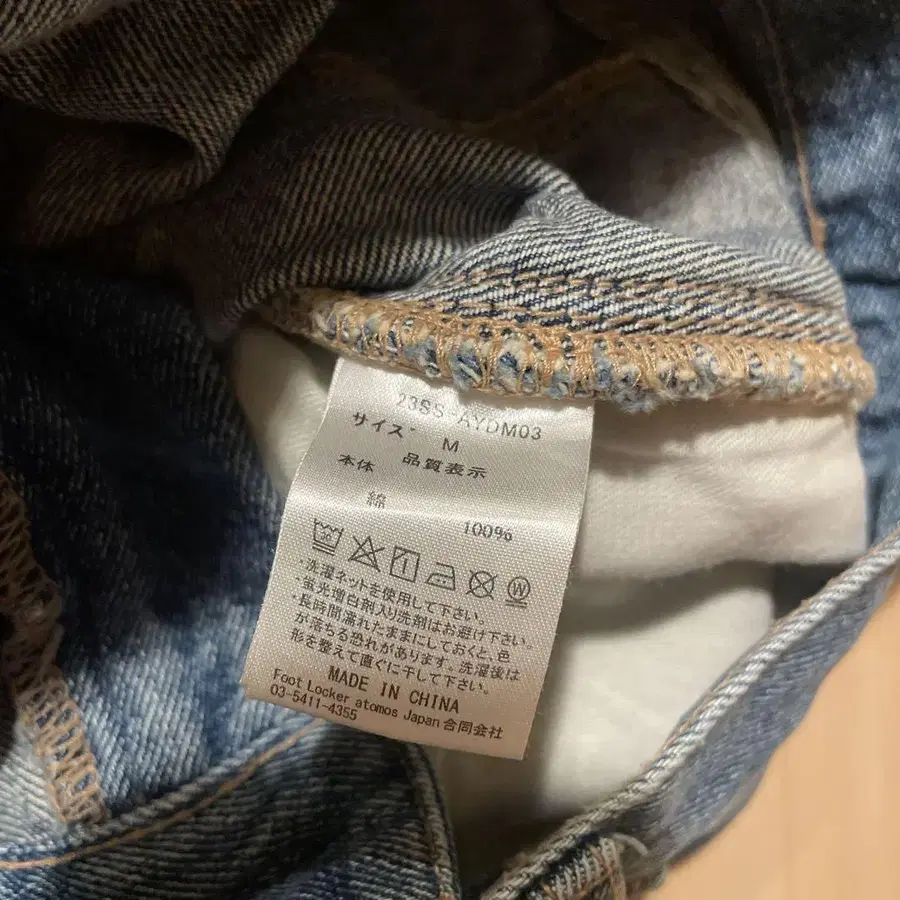 23SS-AYDM03
サイズ M
品質表示
本体
綿 100%
・洗濯ネットを使用して下さい。
・蛍光増白剤入り洗剤はお避け下さい。
・長時間濡れたままにしておくと、色
が落ちる恐れがあります。洗濯後は
形を整えて直ぐに干して下さい。
MADE IN CHINA
Foot Locker atomos Japan 合同会社
03-5411-4355